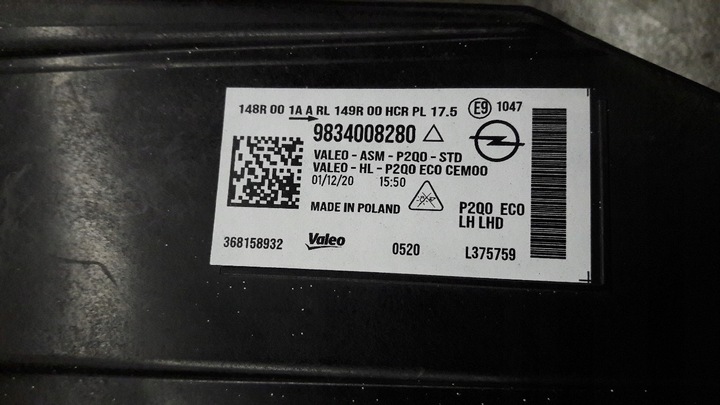 148R 00 1A A RL 149R 00 HCR PL 17.5 E9 1047
9834008280
VALEO-ASM-P2Q0-STD
VALEO-HL-P2Q0 ECO CEM00
01/12/20 15:50
MADE IN POLAND
P2Q0 ECO
LH LHD
368158932 Valeo 0520 L375759